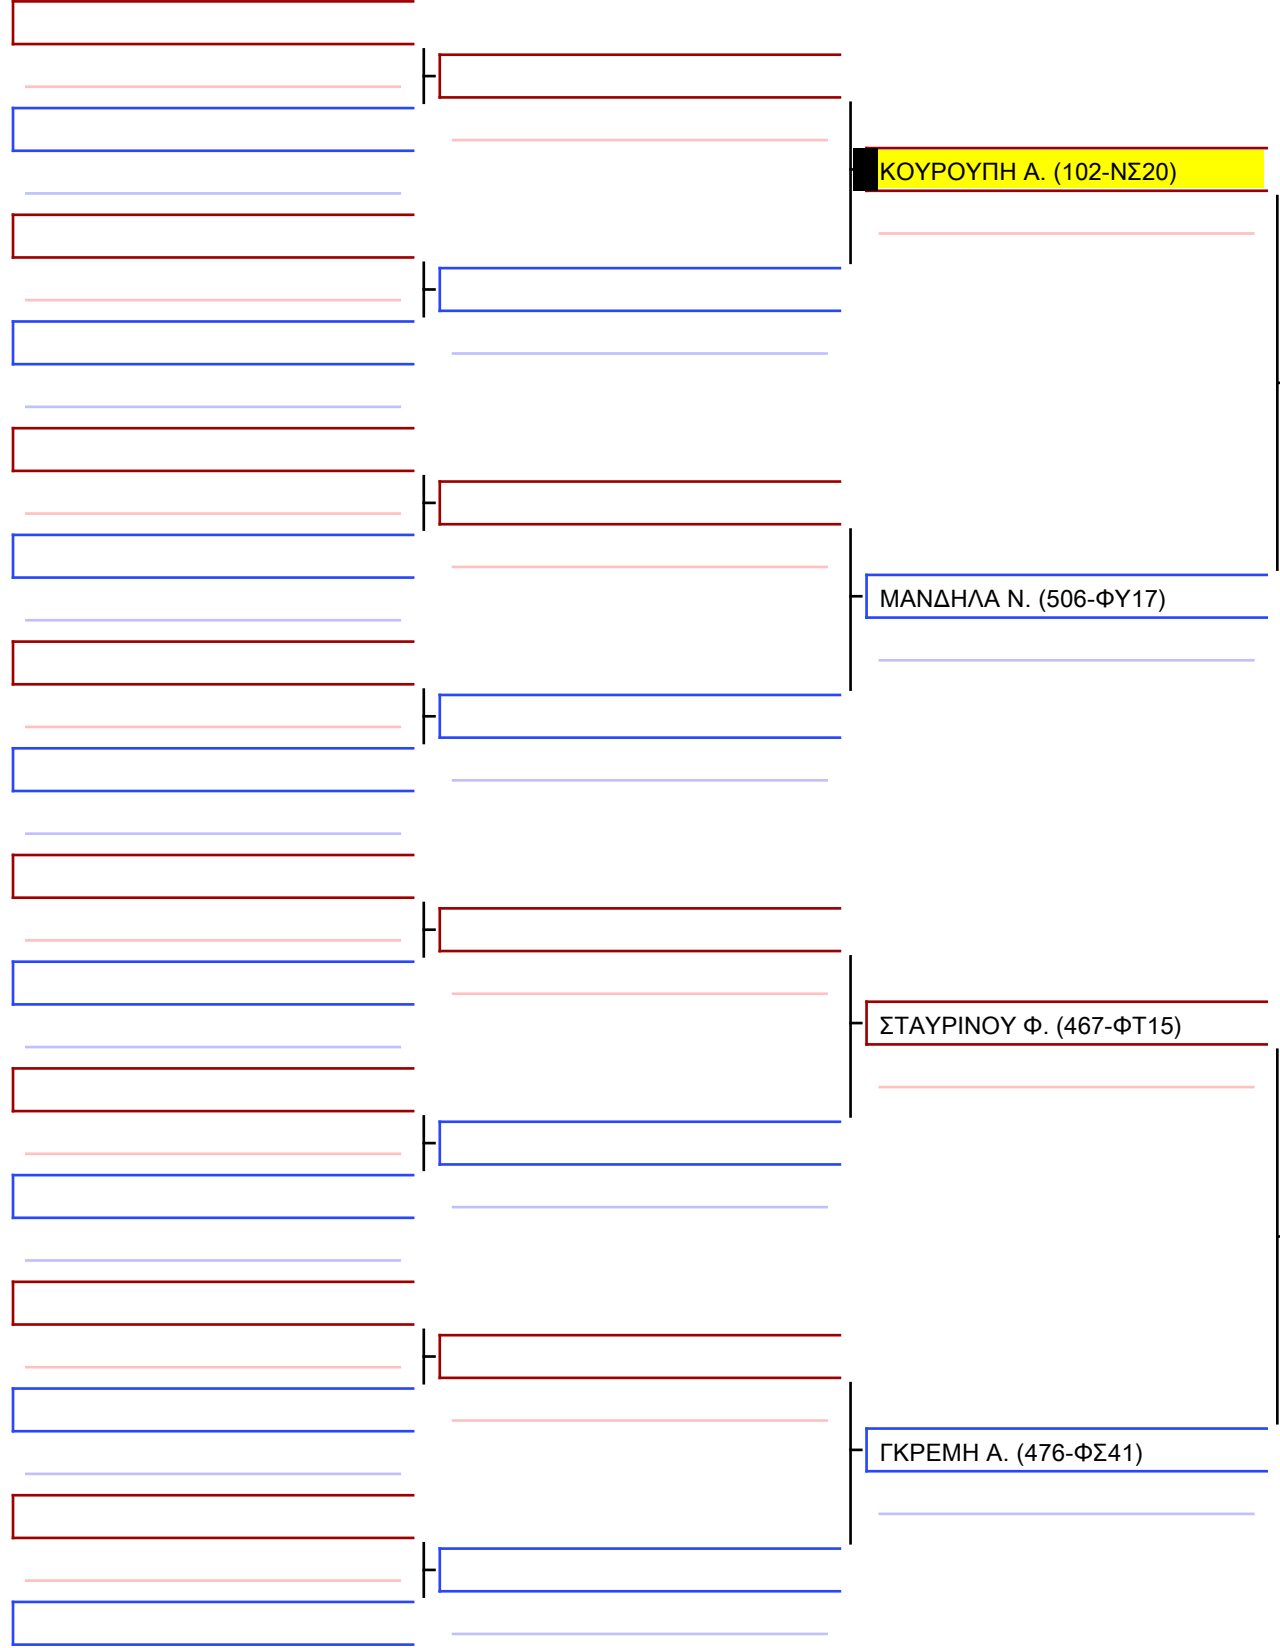 ΚΟΥΡΟΥΠΗ Α. (102-ΝΣ20)
ΜΑΝΔΗΛΑ Ν. (506-ΦΥ17)
ΣΤΑΥΡΙΝΟΥ Φ. (467-ΦΤ15)
ΓΚΡΕΜΗ Α. (476-ΦΣ41)